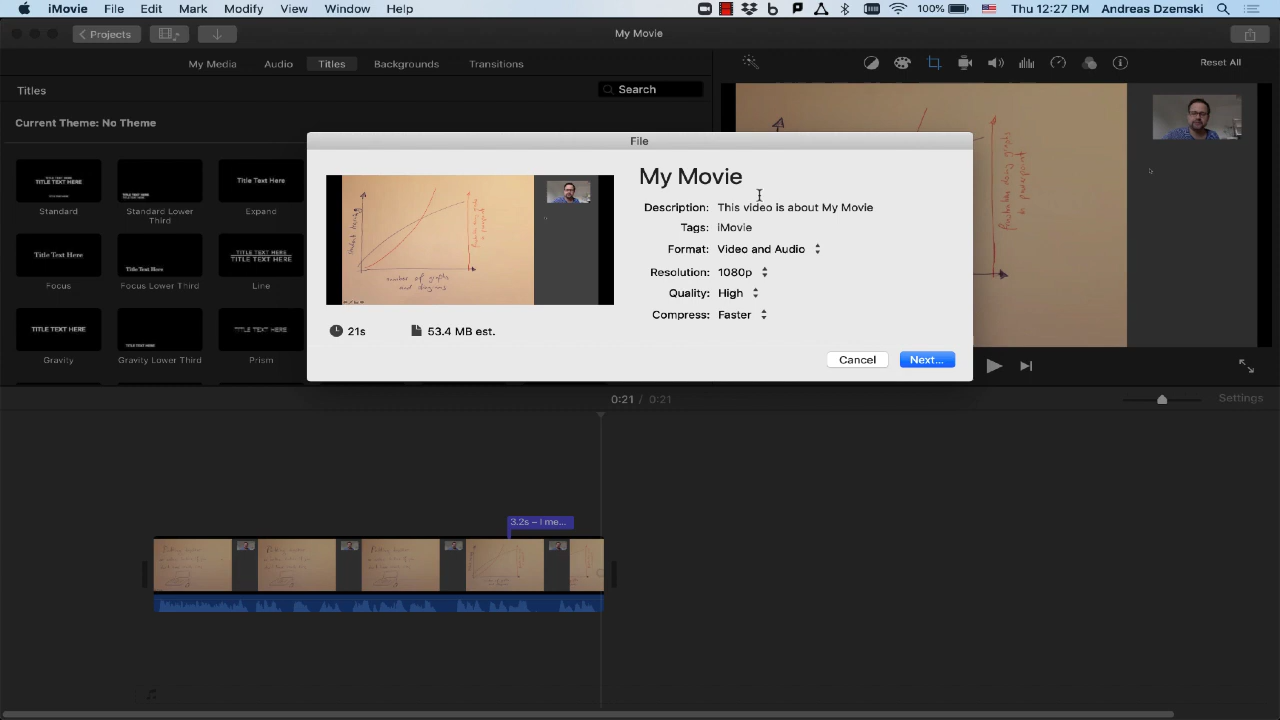 iMovie File Edit Mark Modify View Window Help 100% Thu 12:27 PM Andreas Dzemski
Projects My Movie
My Media Audio Titles Backgrounds Transitions Reset All
Titles Search
Current Theme: No Theme
TITLE TEXT HERE
Standard
TITLE TEXT HERE
Standard Lower Third
Title Text Here
Expand
Title Text Here
Focus
Title Text Here
Focus Lower Third
TITLE TEXT HERE
Line
TITLE TEXT HERE
Gravity
Gravity Lower Third
TITLE TEXT HERE
Prism
File
My Movie
Description: This video is about My Movie
Tags: iMovie
Format: Video and Audio
Resolution: 1080p
Quality: High
Compress: Faster
21s 53.4 MB est.
Cancel Next...
number of graphs
and diagrams
0:21 / 0:21 Settings
3.2s – I me...